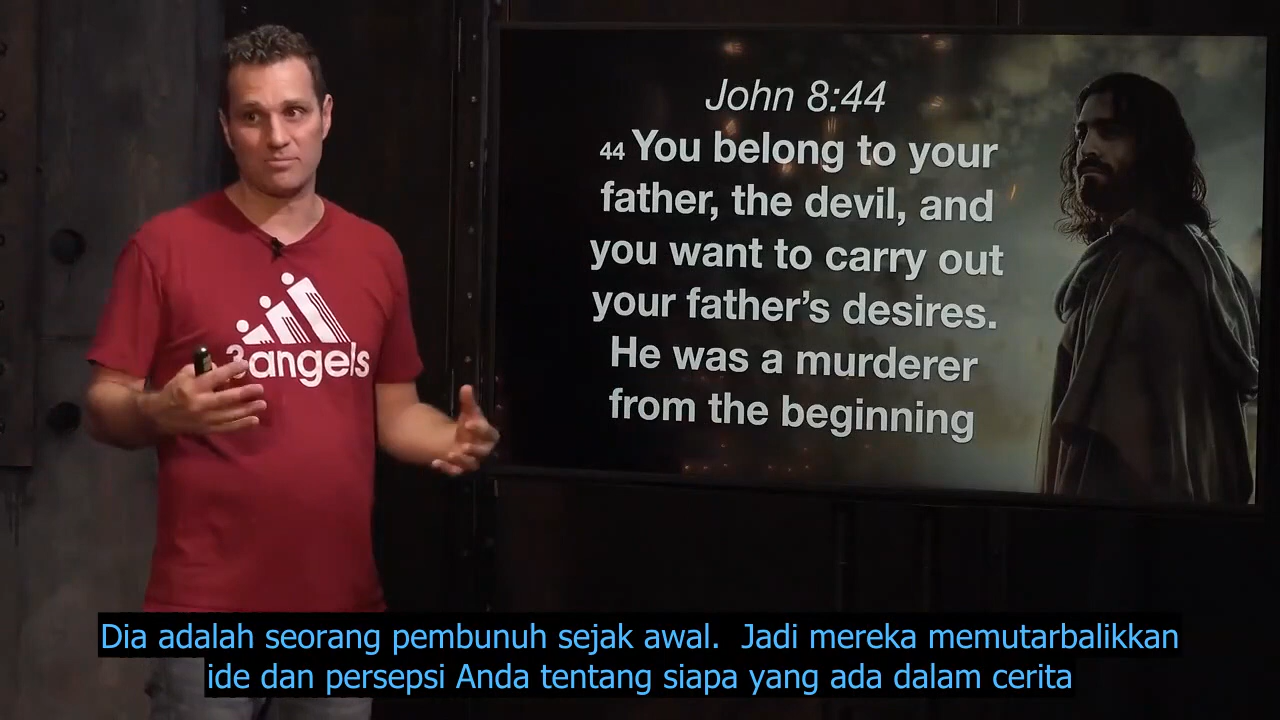 John 8:44
44 You belong to your
father, the devil, and
you want to carry out
your father's desires.
He was a murderer
from the beginning
3angels
Dia adalah seorang pembunuh sejak awal. Jadi mereka memutarbalikkan
ide dan persepsi Anda tentang siapa yang ada dalam cerita